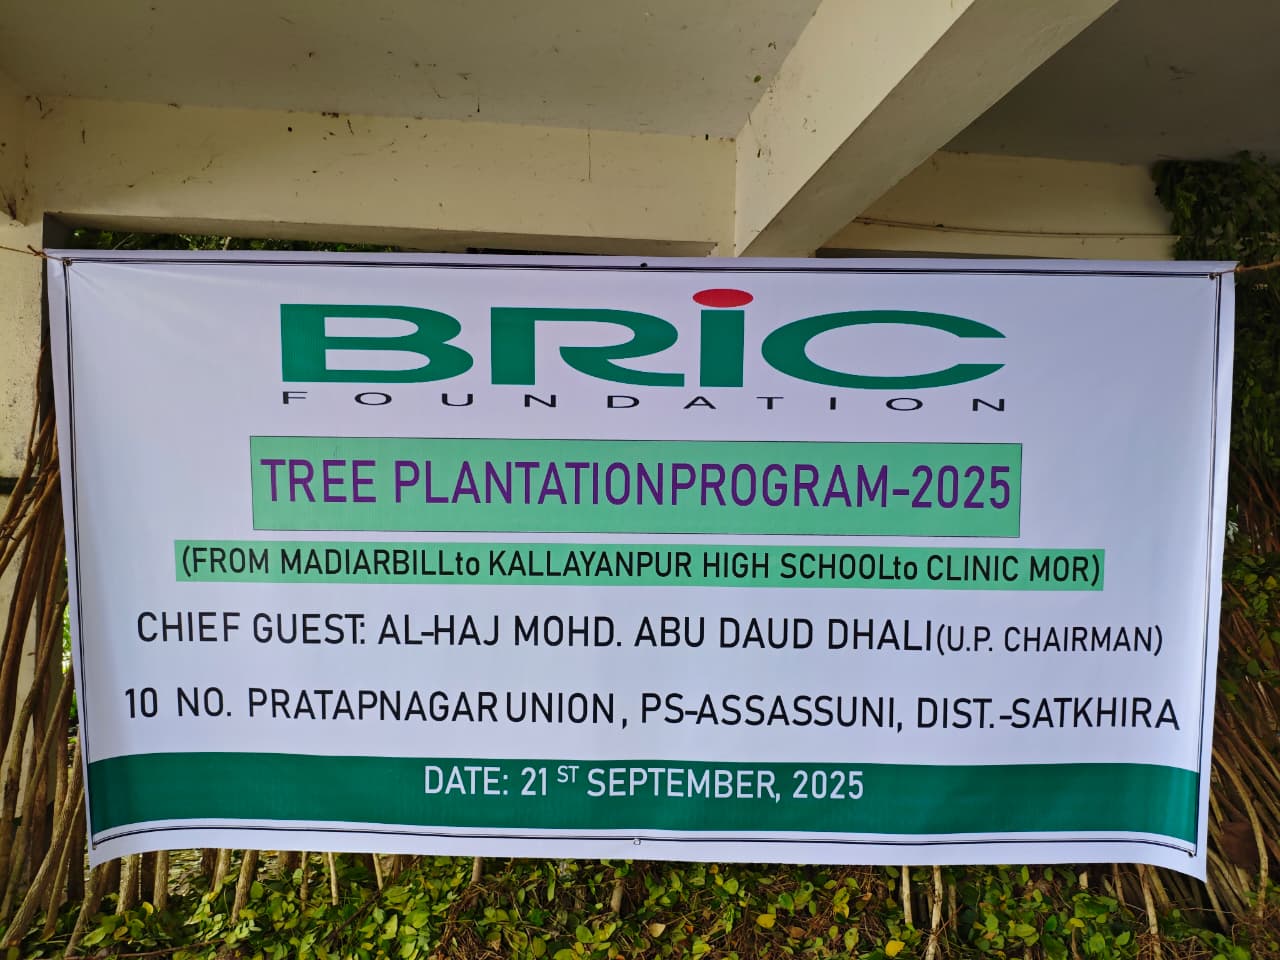 BRiC
FOUNDATION
TREE PLANTATIONPROGRAM-2025
(FROM MADIARBILLto KALLAYANPUR HIGH SCHOOLto CLINIC MOR)
CHIEF GUEST: AL-HAJ MOHD. ABU DAUD DHALI(U.P. CHAIRMAN)
10 NO. PRATAPNAGAR UNION, PS-ASSASSUNI, DIST.-SATKHIRA
DATE: 21 ST SEPTEMBER, 2025